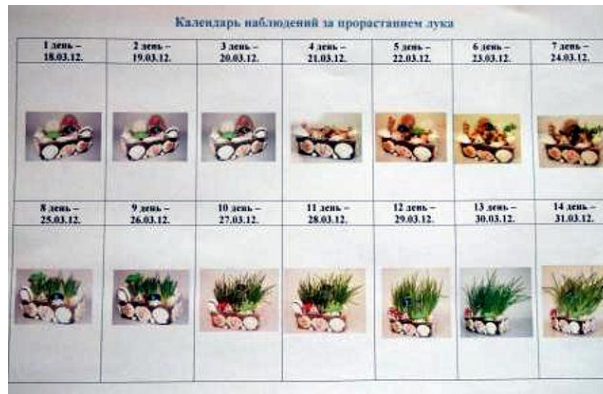 Календарь наблюдений за прорастанием лука
1 день –
18.03.12.
2 день –
19.03.12.
3 день –
20.03.12.
4 день –
21.03.12.
5 день –
22.03.12.
6 день –
23.03.12.
7 день –
24.03.12.
8 день –
25.03.12.
9 день –
26.03.12.
10 день –
27.03.12.
11 день –
28.03.12.
12 день –
29.03.12.
13 день –
30.03.12.
14 день –
31.03.12.